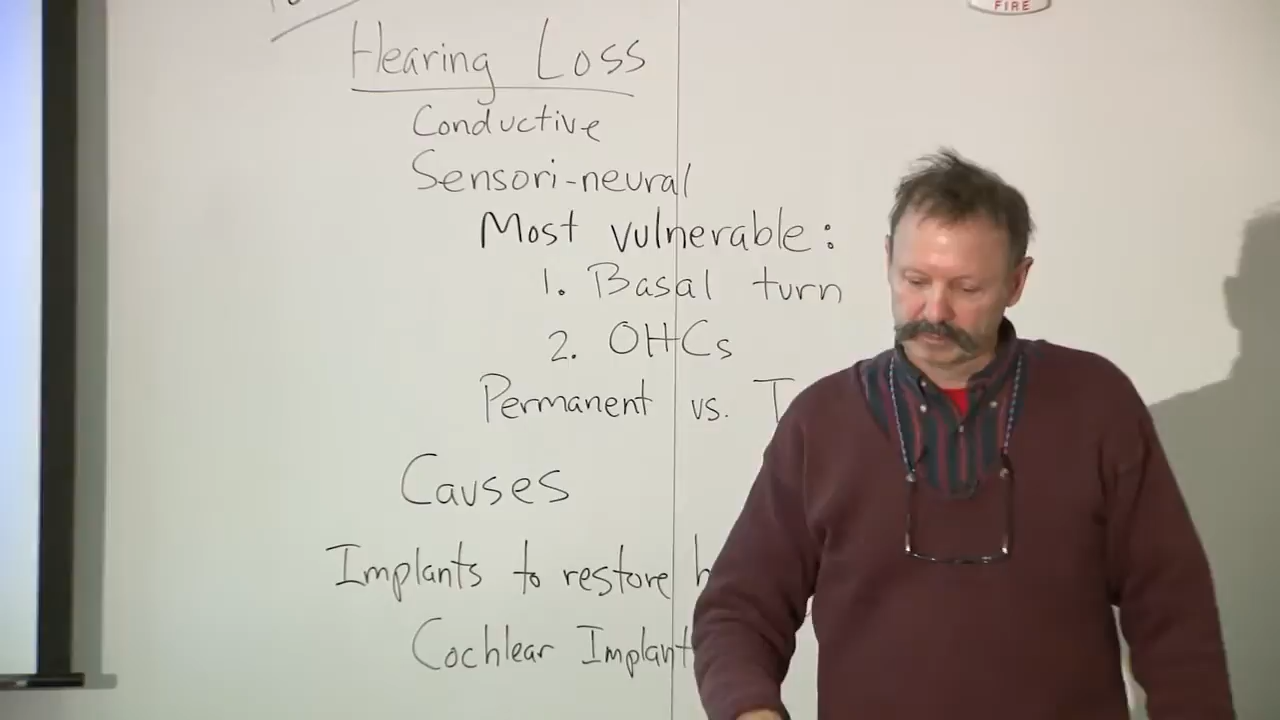 FIRE
Hearing Loss
Conductive
Sensori-neural
Most vulnerable:
1. Basal turn
2. OHCs
Permanent vs. T
Causes
Implants to restore h
Cochlear Implant